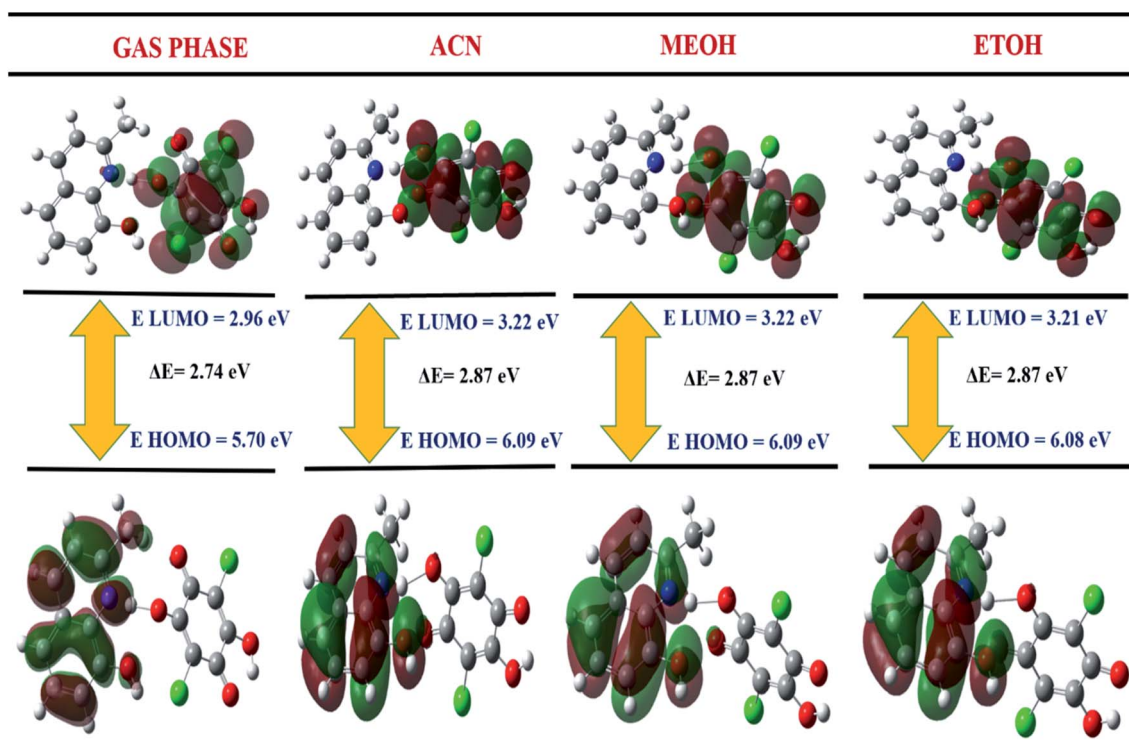 GAS PHASE
ACN
MEOH
ETOH
E LUMO = 2.96 eV
ΔE= 2.74 eV
E HOMO = 5.70 eV
E LUMO = 3.22 eV
ΔE= 2.87 eV
E HOMO = 6.09 eV
E LUMO = 3.22 eV
ΔE= 2.87 eV
E HOMO = 6.09 eV
E LUMO = 3.21 eV
ΔE= 2.87 eV
E HOMO = 6.08 eV